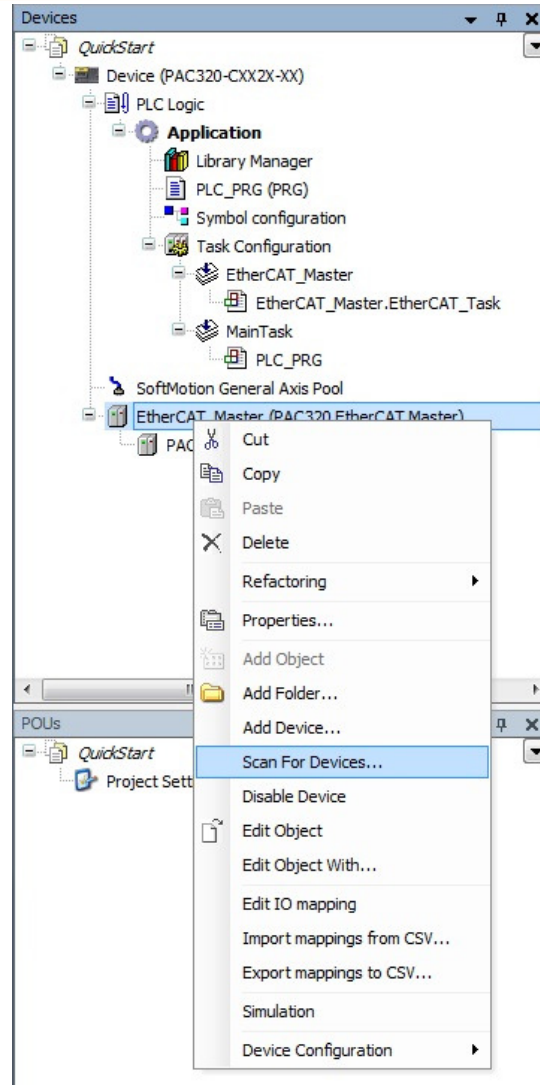 Devices
QuickStart
Device (PAC320-CXX2X-XX)
PLC Logic
Application
Library Manager
PLC_PRG (PRG)
Symbol configuration
Task Configuration
EtherCAT_Master
EtherCAT_Master.EtherCAT_Task
MainTask
PLC_PRG
SoftMotion General Axis Pool
EtherCAT_Master (PAC320 EtherCAT Master)
PAC
Cut
Copy
Paste
Delete
Refactoring
Properties...
Add Object
Add Folder...
Add Device...
Scan For Devices...
Disable Device
Edit Object
Edit Object With...
Edit IO mapping
Import mappings from CSV...
Export mappings to CSV...
Simulation
Device Configuration
POUs
QuickStart
Project Sett